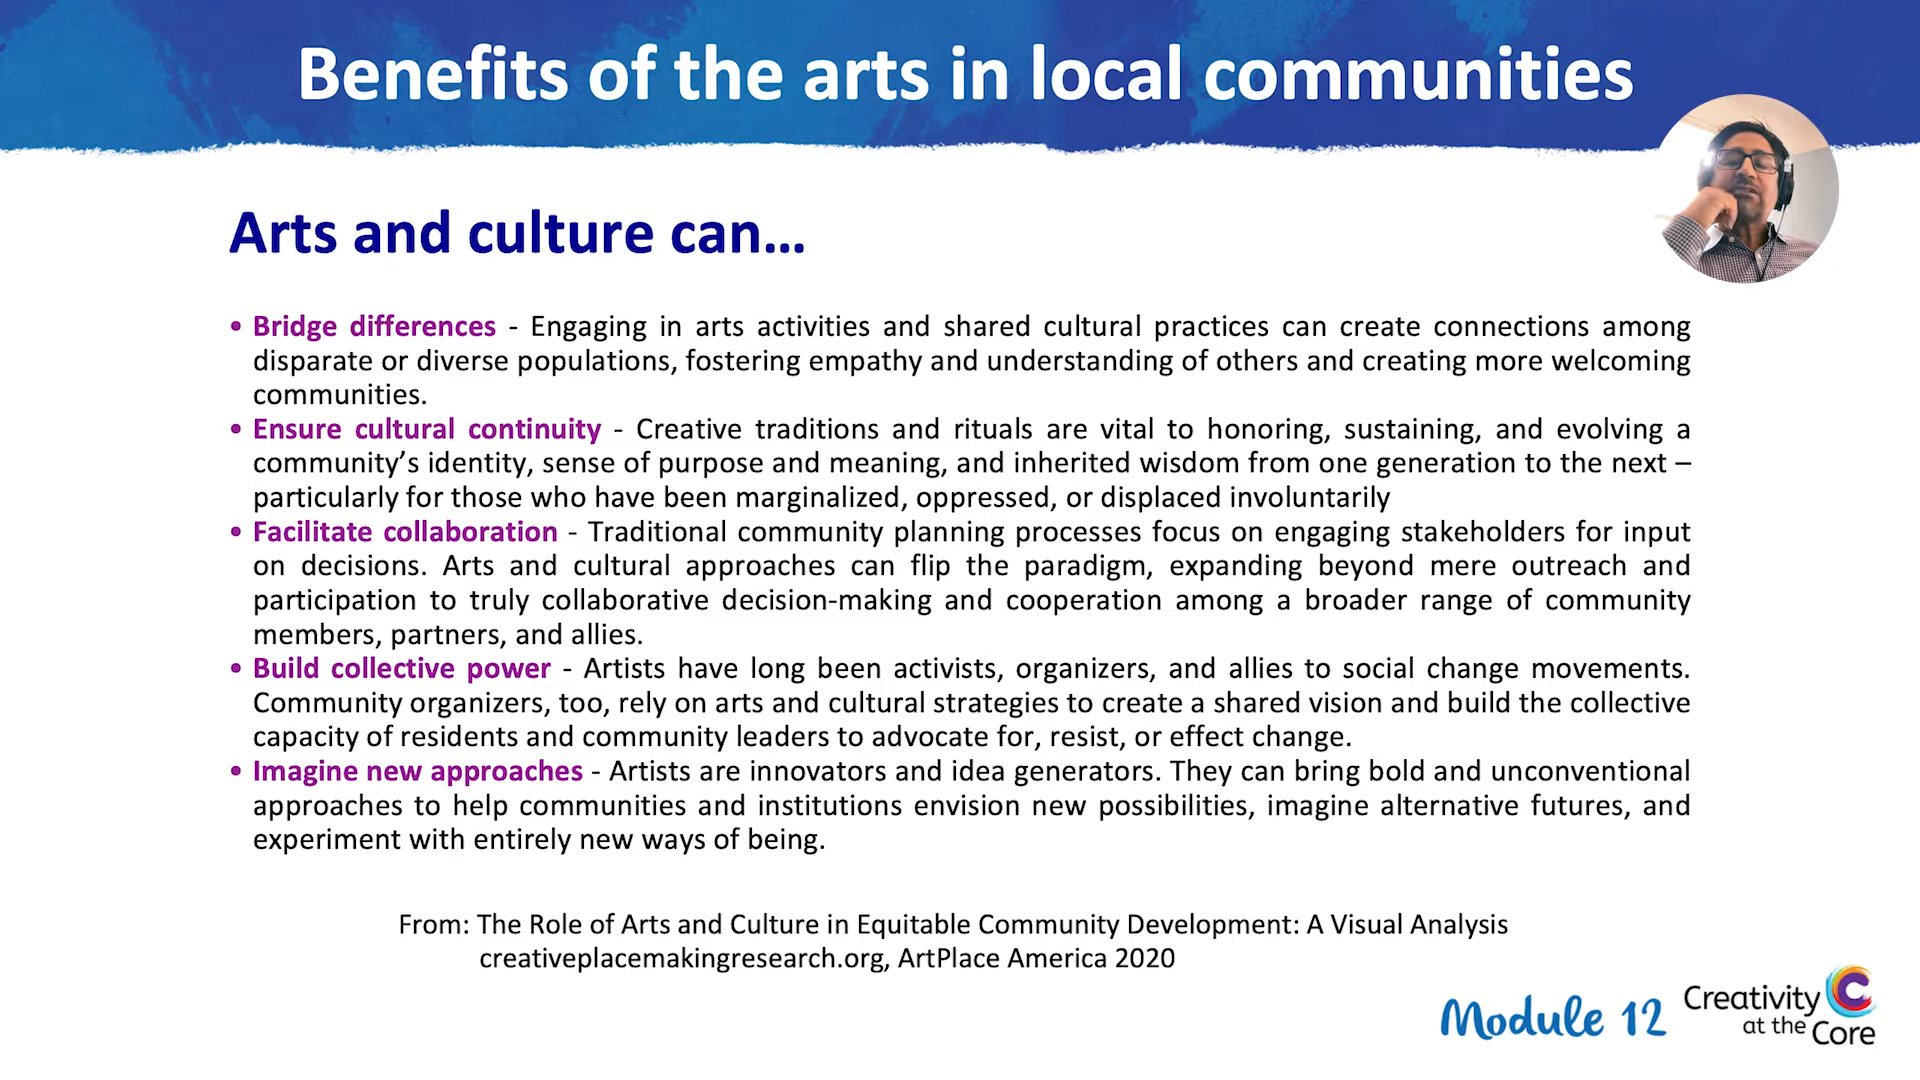 Benefits of the arts in local communities
Arts and culture can…
• Bridge differences - Engaging in arts activities and shared cultural practices can create connections among
disparate or diverse populations, fostering empathy and understanding of others and creating more welcoming
communities.
• Ensure cultural continuity - Creative traditions and rituals are vital to honoring, sustaining, and evolving a
community’s identity, sense of purpose and meaning, and inherited wisdom from one generation to the next –
particularly for those who have been marginalized, oppressed, or displaced involuntarily
• Facilitate collaboration - Traditional community planning processes focus on engaging stakeholders for input
on decisions. Arts and cultural approaches can flip the paradigm, expanding beyond mere outreach and
participation to truly collaborative decision-making and cooperation among a broader range of community
members, partners, and allies.
• Build collective power - Artists have long been activists, organizers, and allies to social change movements.
Community organizers, too, rely on arts and cultural strategies to create a shared vision and build the collective
capacity of residents and community leaders to advocate for, resist, or effect change.
• Imagine new approaches - Artists are innovators and idea generators. They can bring bold and unconventional
approaches to help communities and institutions envision new possibilities, imagine alternative futures, and
experiment with entirely new ways of being.
From: The Role of Arts and Culture in Equitable Community Development: A Visual Analysis
creativeplacemakingresearch.org, ArtPlace America 2020
Module 12
Creativity
at the Core